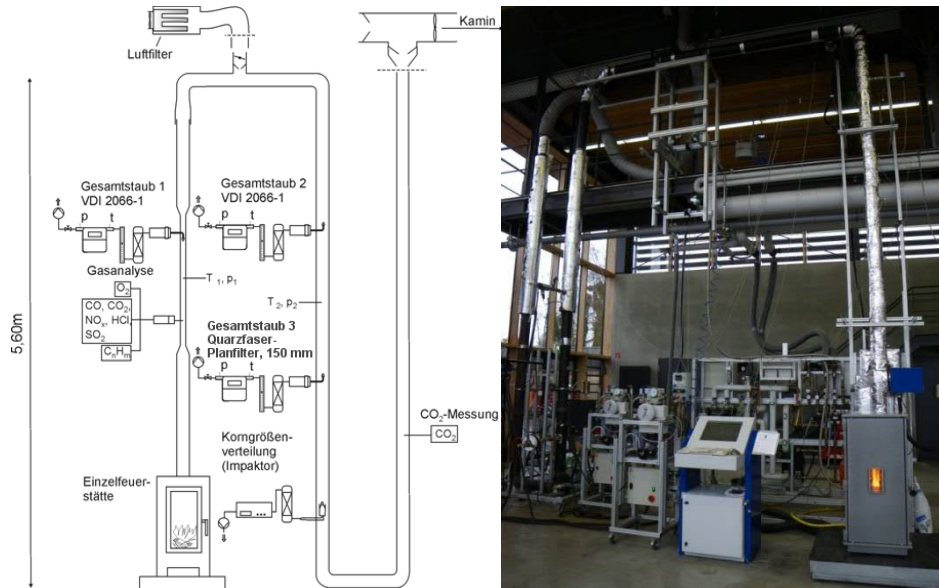 Luftfilter
Kamin
5,60m
Gesamtstaub 1
VDI 2066-1
p t
Gesamtstaub 2
VDI 2066-1
p t
Gasanalyse
O₂
CO, CO₂,
NOₓ, HCl,
SO₂
CₙHₘ
T₁, p₁
T₂, p₂
Gesamtstaub 3
Quarzfaser-
Planfilter, 150 mm
p t
CO₂-Messung
CO₂
Korngrößen-
verteilung
(Impaktor)
Einzelfeuer-
stätte